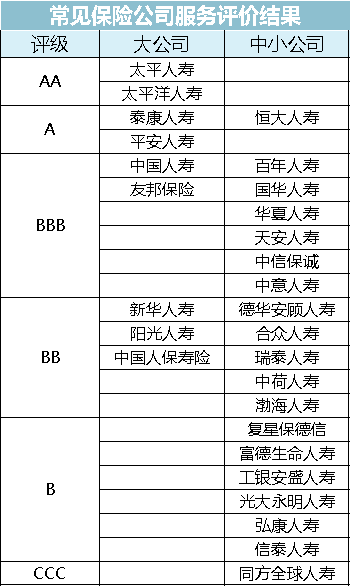 常见保险公司服务评价结果
评级 大公司 中小公司
AA 太平人寿
太平洋人寿
A 泰康人寿 恒大人寿
平安人寿
BBB 中国人寿 百年人寿
友邦保险 国华人寿
华夏人寿
天安人寿
中信保诚
中意人寿
BB 新华人寿 德华安顾人寿
阳光人寿 合众人寿
中国人保寿险 瑞泰人寿
中荷人寿
渤海人寿
B 复星保德信
富德生命人寿
工银安盛人寿
光大永明人寿
弘康人寿
信泰人寿
CCC 同方全球人寿